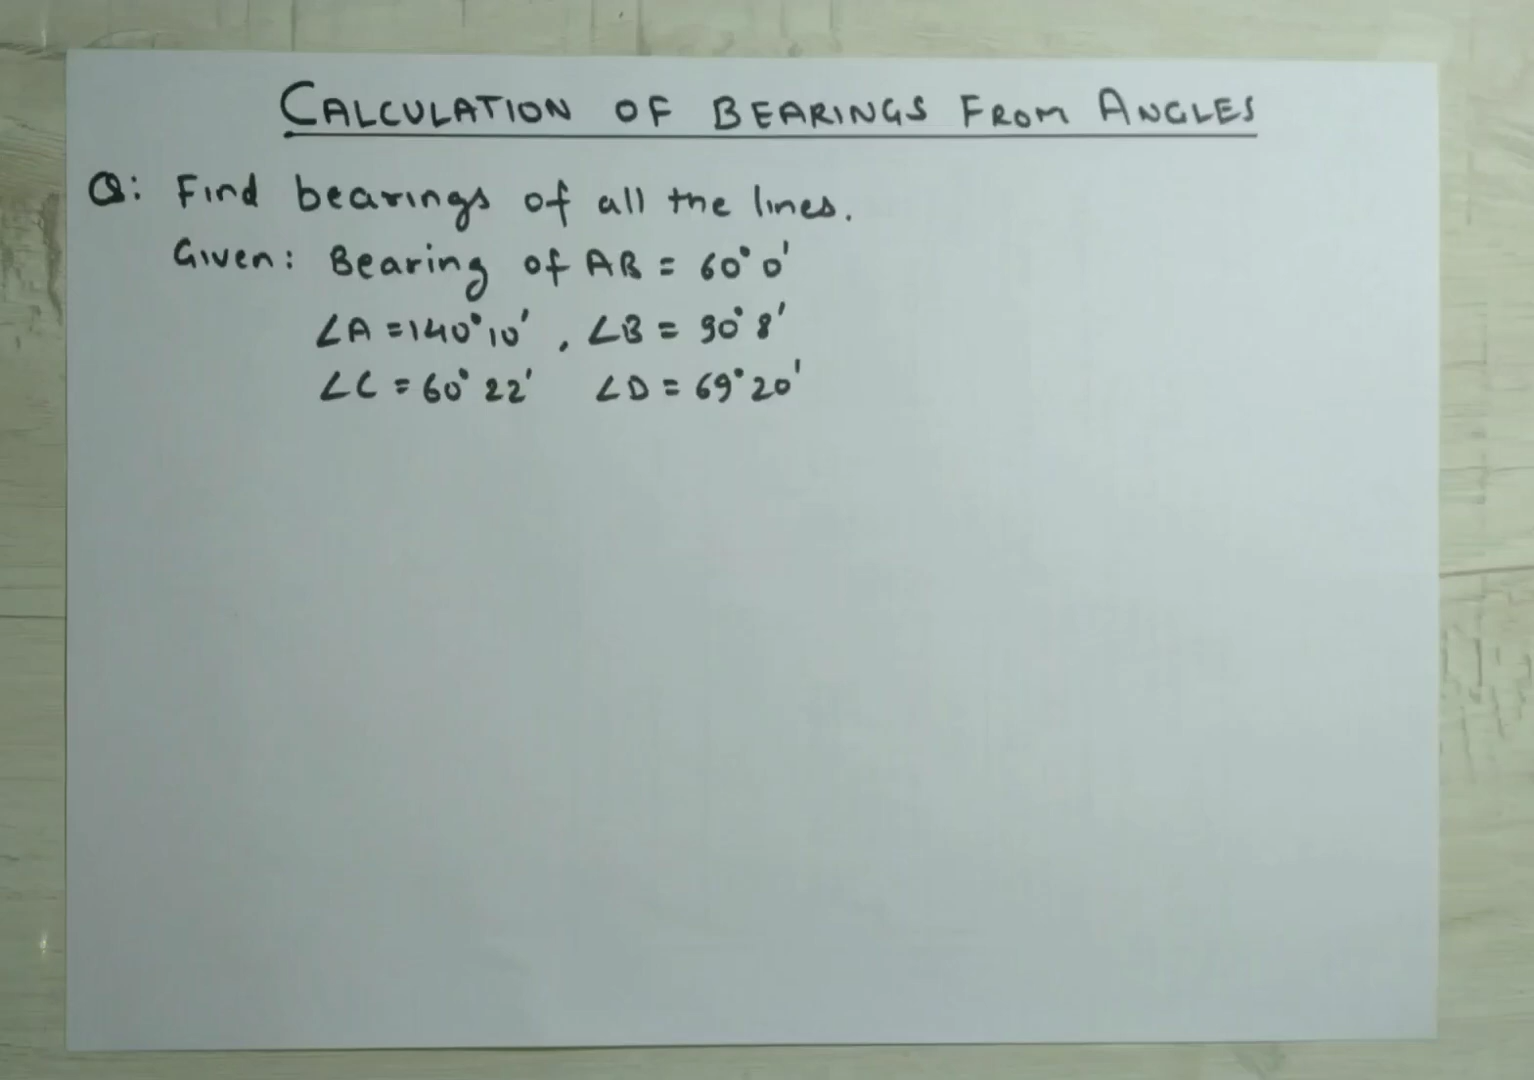 CALCULATION OF BEARINGS FROM ANGLES
Q: Find bearings of all the lines.
Given: Bearing of AB = 60° 0'
∠A = 140° 10', ∠B = 90° 8'
∠C = 60° 22' ∠D = 69° 20'